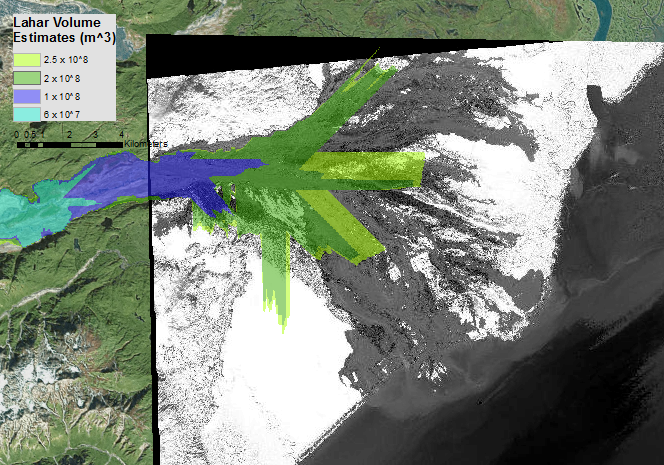 Lahar Volume
Estimates (m^3)
2.5 x 10^8
2 x 10^8
1 x 10^8
6 x 10^7
0 0.5 1 2 3 4
Kilometers